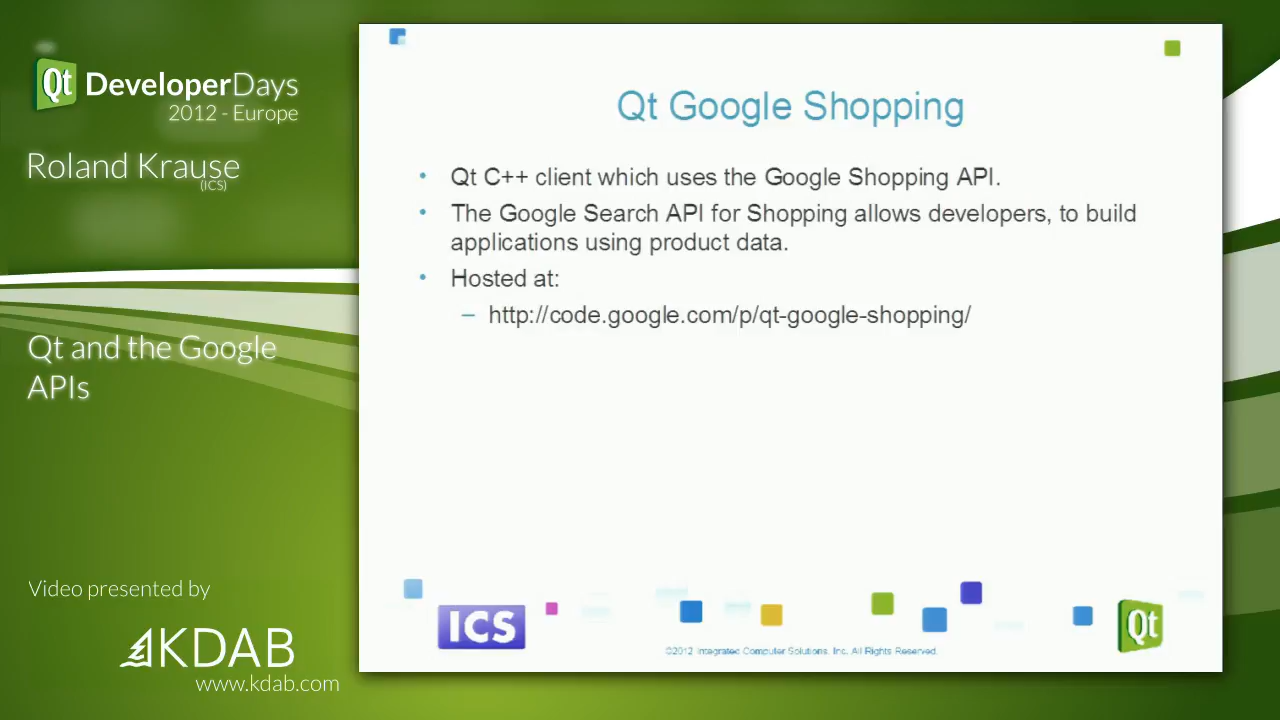 Qt DeveloperDays
2012 - Europe
Roland Krause
(ICS)
Qt and the Google
APIs
Video presented by
KDAB
www.kdab.com
Qt Google Shopping
• Qt C++ client which uses the Google Shopping API.
• The Google Search API for Shopping allows developers, to build
applications using product data.
• Hosted at:
– http://code.google.com/p/qt-google-shopping/
ICS
©2012 Integrated Computer Solutions. Inc. All Rights Reserved.
Qt